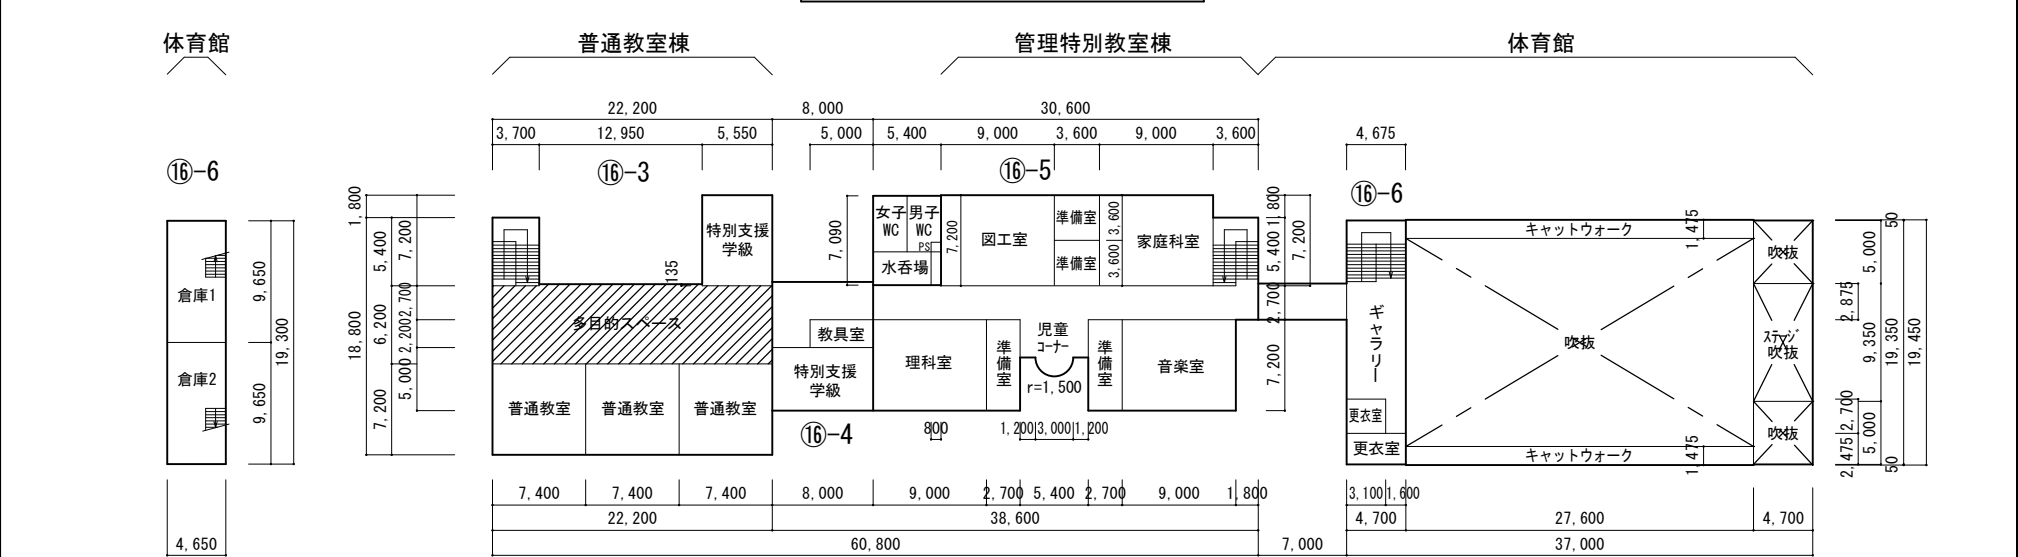 体育館
普通教室棟
管理特別教室棟
体育館
22,200
8,000
30,600
3,700
12,950
5,550
5,000
5,400
9,000
3,600
9,000
3,600
4,675
⑯-6
⑯-3
⑯-5
⑯-6
倉庫1
倉庫2
9,650
9,650
19,300
4,650
1,800
5,400
7,200
18,800
6,200
2,700
2,200
7,200
5,000
135
特別支援
学級
多目的スペース
普通教室
普通教室
普通教室
7,090
女子
WC
男子
WC
PS
水呑場
7,200
図工室
準備室
準備室
3,600
3,600
家庭科室
1,800
5,400
7,200
2,700
7,200
教具室
特別支援
学級
理科室
準備室
児童
コーナー
r=1,500
準備室
音楽室
⑯-4
800
1,200
3,000
1,200
キャットウォーク
1,475
吹抜
ギャラリー
吹抜
ステージ
吹抜
更衣室
更衣室
吹抜
キャットウォーク
1,475
50
5,000
2,875
9,350
19,350
19,450
2,700
5,000
2,475
50
7,400
7,400
7,400
8,000
9,000
2,700
5,400
2,700
9,000
1,800
3,100
1,600
22,200
38,600
4,700
27,600
4,700
60,800
7,000
37,000